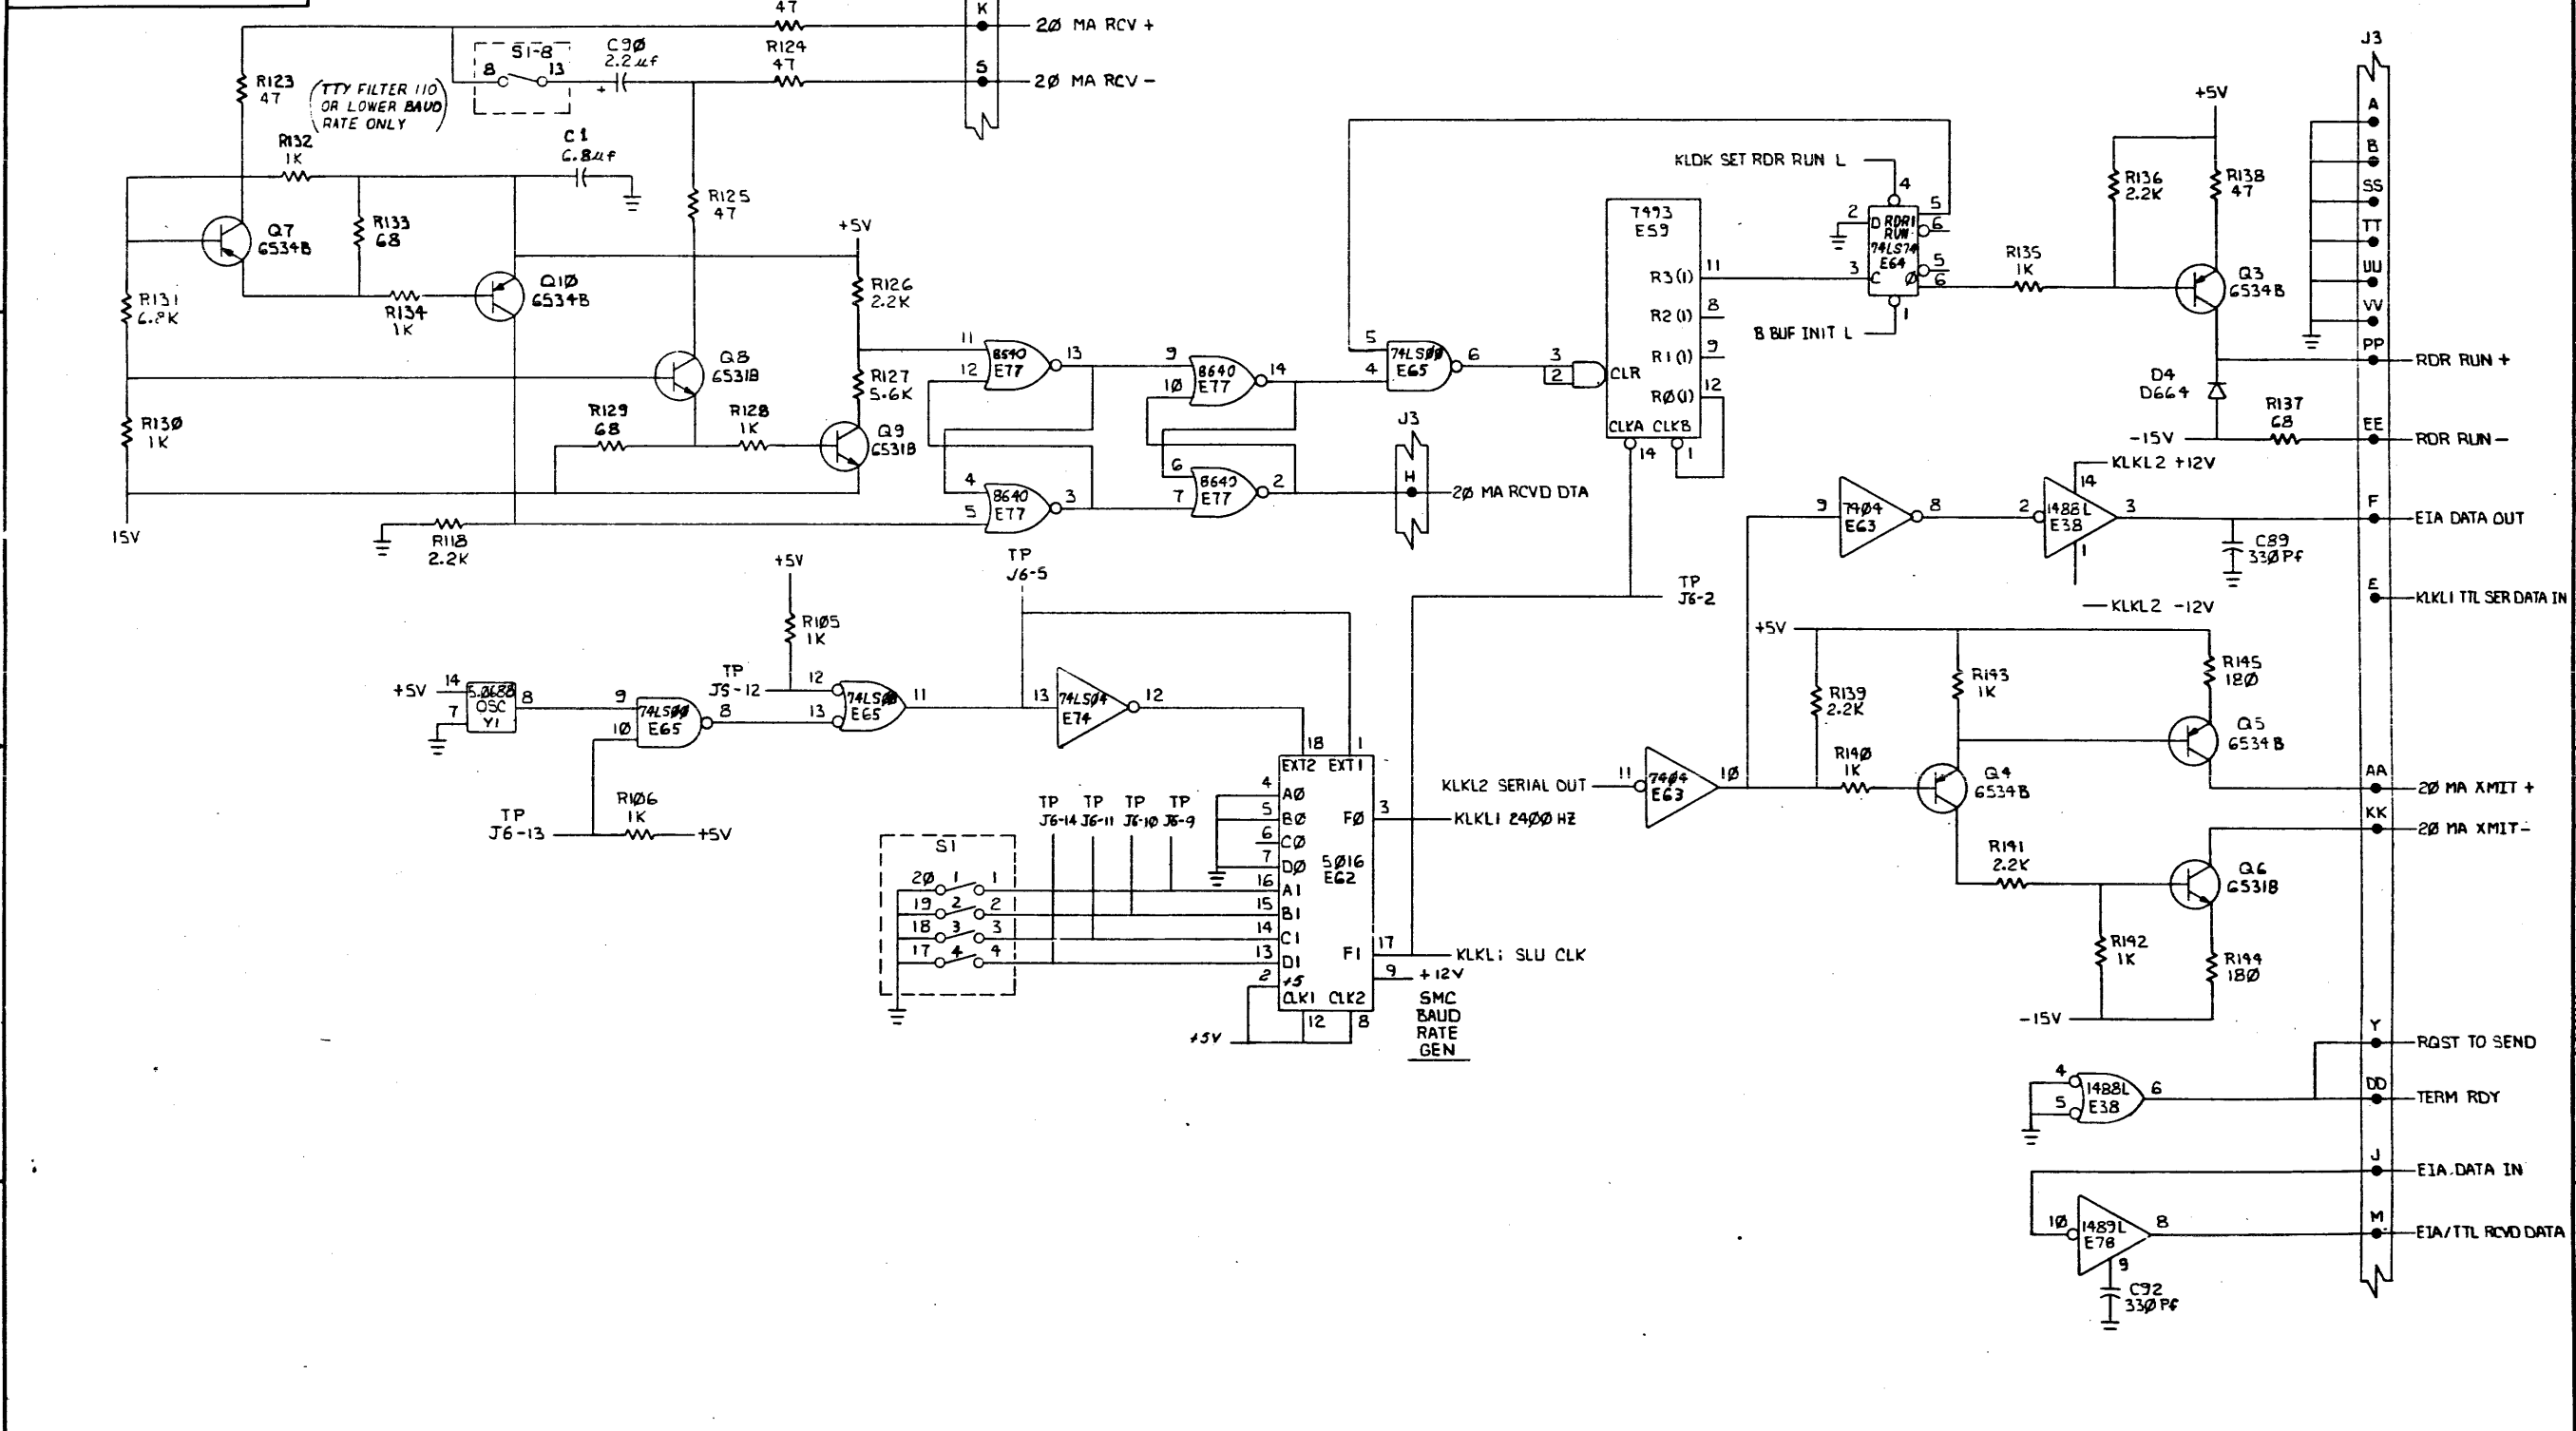 47
K
20 MA RCV +
S1-8
8
13
C90
2.2uf
+
R124
47
S
20 MA RCV -
R123
47
(TTY FILTER 110
OR LOWER BAUD
RATE ONLY)
R132
1K
C1
6.8uf
R125
47
Q7
6534B
R133
68
+5V
R131
6.8K
R134
1K
Q10
6534B
R126
2.2K
Q8
6531B
R127
5.6K
R130
1K
R129
68
R128
1K
Q9
6531B
15V
R118
2.2K
11
12
8640
E77
13
9
10
8640
E77
14
4
5
8640
E77
3
6
7
8640
E77
2
J3
H
20 MA RCVD DTA
5
4
74LS00
E65
6
3
2
CLR
7493
E59
R3(1)
11
R2(1)
8
R1(1)
9
R0(1)
12
CLKA
CLKB
14
1
KLDK SET RDR RUN L
4
2
D
RDR1
RUN
74LS74
E64
5
6
3
C
0
5
6
1
B BUF INIT L
R135
1K
+5V
R136
2.2K
R138
47
Q3
6534B
D4
D664
-15V
R137
68
J3
A
B
SS
TT
UU
VV
PP
RDR RUN +
EE
RDR RUN -
KLKL2 +12V
14
9
7404
E63
8
2
1488L
E38
3
1
F
EIA DATA OUT
C89
330Pf
KLKL2 -12V
E
KLKL1 TTL SER DATA IN
TP
J6-2
TP
J6-5
+5V
R105
1K
+5V
14
5.0688
OSC
Y1
7
8
9
10
74LS00
E65
8
TP
J5-12
12
13
74LS00
E65
11
13
74LS04
E74
12
TP
J6-13
R106
1K
+5V
TP
J6-14
TP
J6-11
TP
J6-10
TP
J6-9
S1
20 1 1
19 2 2
18 3 3
17 4 4
18
1
EXT2 EXT1
4 A0
5 B0
6 C0
7 D0
16 A1
15 B1
14 C1
13 D1
2 +5
5016
E62
F0
3
KLKL1 2400 HZ
F1
17
KLKL1 SLU CLK
9
+12V
CLK1 CLK2
12
8
+5V
SMC
BAUD
RATE
GEN
KLKL2 SERIAL OUT
11
7404
E63
10
+5V
R139
2.2K
R140
1K
R143
1K
R145
180
Q4
6534B
Q5
6534B
AA
20 MA XMIT +
KK
20 MA XMIT-
R141
2.2K
Q6
6531B
R142
1K
R144
180
-15V
Y
RQST TO SEND
4
5
1488L
E38
6
DD
TERM RDY
J
EIA DATA IN
10
1489L
E78
8
9
M
EIA/TTL RCVD DATA
C92
330Pf